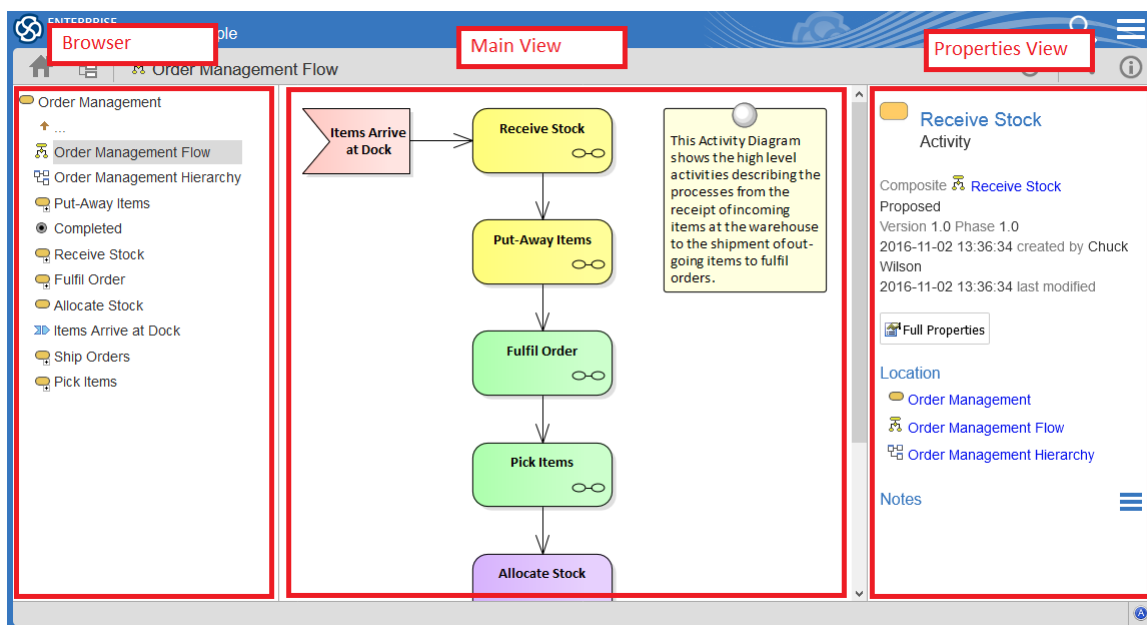 ENTERPRISE
Browser
ple
Main View
Properties View
Order Management Flow
Order Management
...
Order Management Flow
Order Management Hierarchy
Put-Away Items
Completed
Receive Stock
Fulfil Order
Allocate Stock
Items Arrive at Dock
Ship Orders
Pick Items
Items Arrive
at Dock
Receive Stock
Put-Away Items
Fulfil Order
Pick Items
Allocate Stock
This Activity Diagram
shows the high level
activities describing the
processes from the
receipt of incoming
items at the warehouse
to the shipment of out-
going items to fulfil
orders.
Receive Stock
Activity
Composite Receive Stock
Proposed
Version 1.0 Phase 1.0
2016-11-02 13:36:34 created by Chuck
Wilson
2016-11-02 13:36:34 last modified
Full Properties
Location
Order Management
Order Management Flow
Order Management Hierarchy
Notes
A